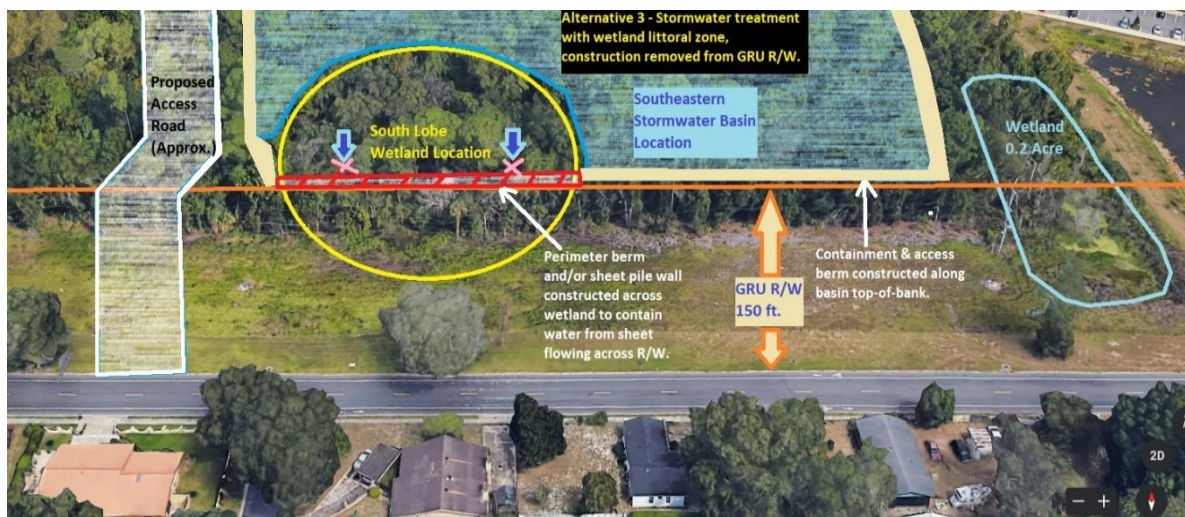 Alternative 3 - Stormwater treatment
with wetland littoral zone,
construction removed from GRU R/W.
Proposed
Access
Road
(Approx.)
South Lobe
Wetland Location
Southeastern
Stormwater Basin
Location
Wetland
0.2 Acre
Perimeter berm
and/or sheet pile wall
constructed across
wetland to contain
water from sheet
flowing across R/W.
GRU R/W
150 ft.
Containment & access
berm constructed along
basin top-of-bank.
2D